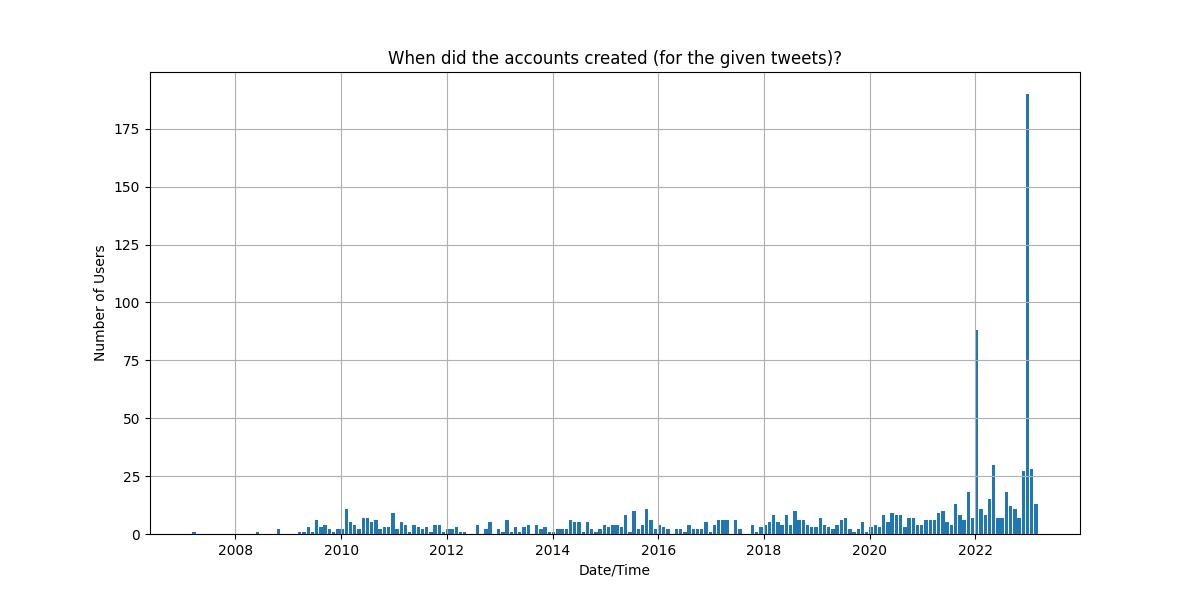 When did the accounts created (for the given tweets)?
Number of Users
175
150
125
100
75
50
25
0
2008 2010 2012 2014 2016 2018 2020 2022
Date/Time